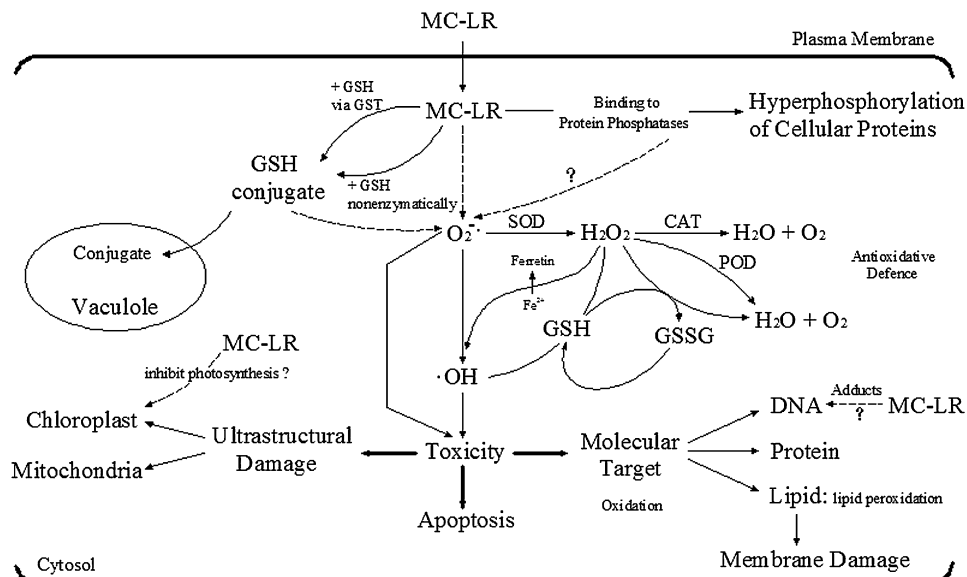 MC-LR
Plasma Membrane
+ GSH
via GST
MC-LR
Binding to
Protein Phosphatases
Hyperphosphorylation
of Cellular Proteins
GSH
conjugate
+ GSH
nonenzymatically
?
O₂⁻·
SOD
H₂O₂
CAT
H₂O + O₂
Conjugate
Vaculole
Ferretin
Fe²⁺
POD
Antioxidative
Defence
GSH
GSSG
H₂O + O₂
MC-LR
inhibit photosynthesis ?
·OH
Chloroplast
Mitochondria
Ultrastructural
Damage
Toxicity
Molecular
Target
Oxidation
DNA
Adducts
?
MC-LR
Protein
Lipid: lipid peroxidation
Apoptosis
Membrane Damage
Cytosol